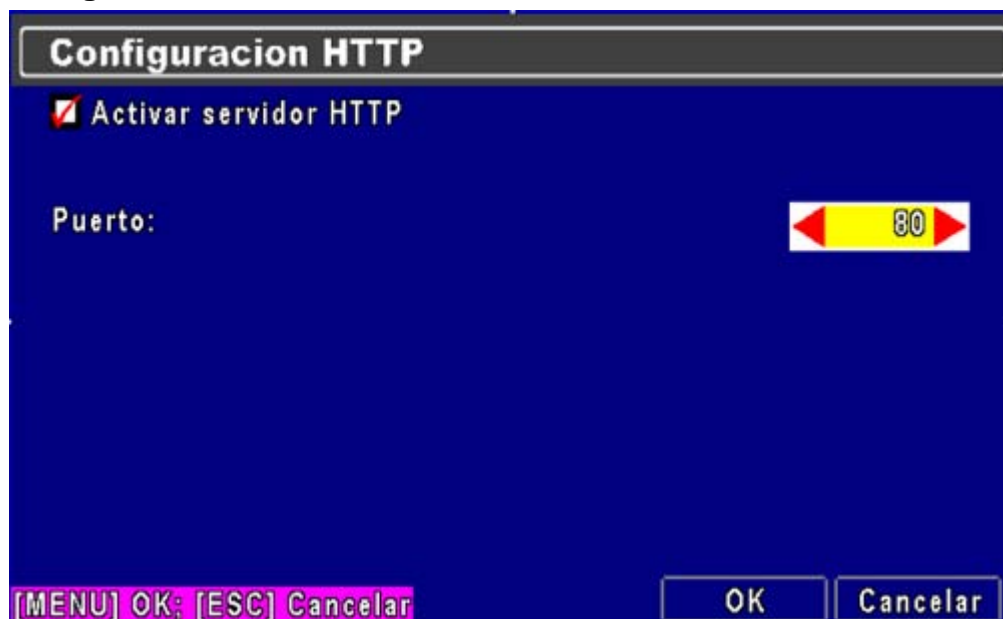 Configuracion HTTP
Activar servidor HTTP
Puerto: 80
[MENU] OK; [ESC] Cancelar OK Cancelar